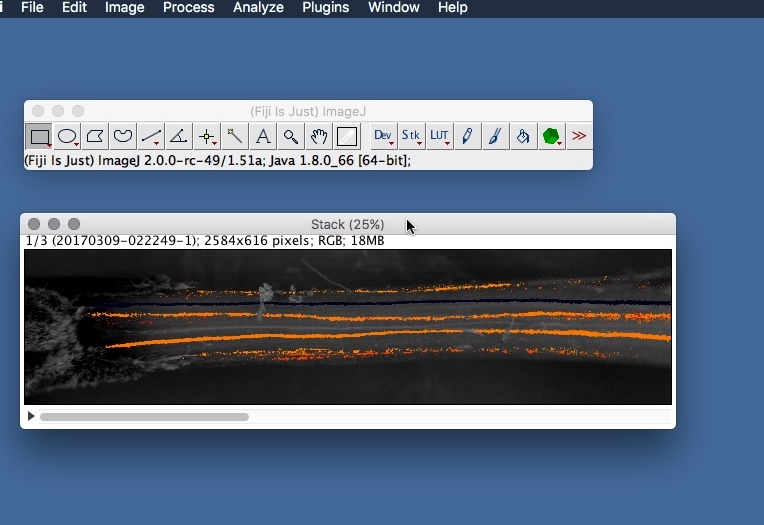 File Edit Image Process Analyze Plugins Window Help
(Fiji Is Just) ImageJ
A Dev Stk LUT >>
(Fiji Is Just) ImageJ 2.0.0-rc-49/1.51a; Java 1.8.0_66 [64-bit];
Stack (25%)
1/3 (20170309-022249-1); 2584x616 pixels; RGB; 18MB